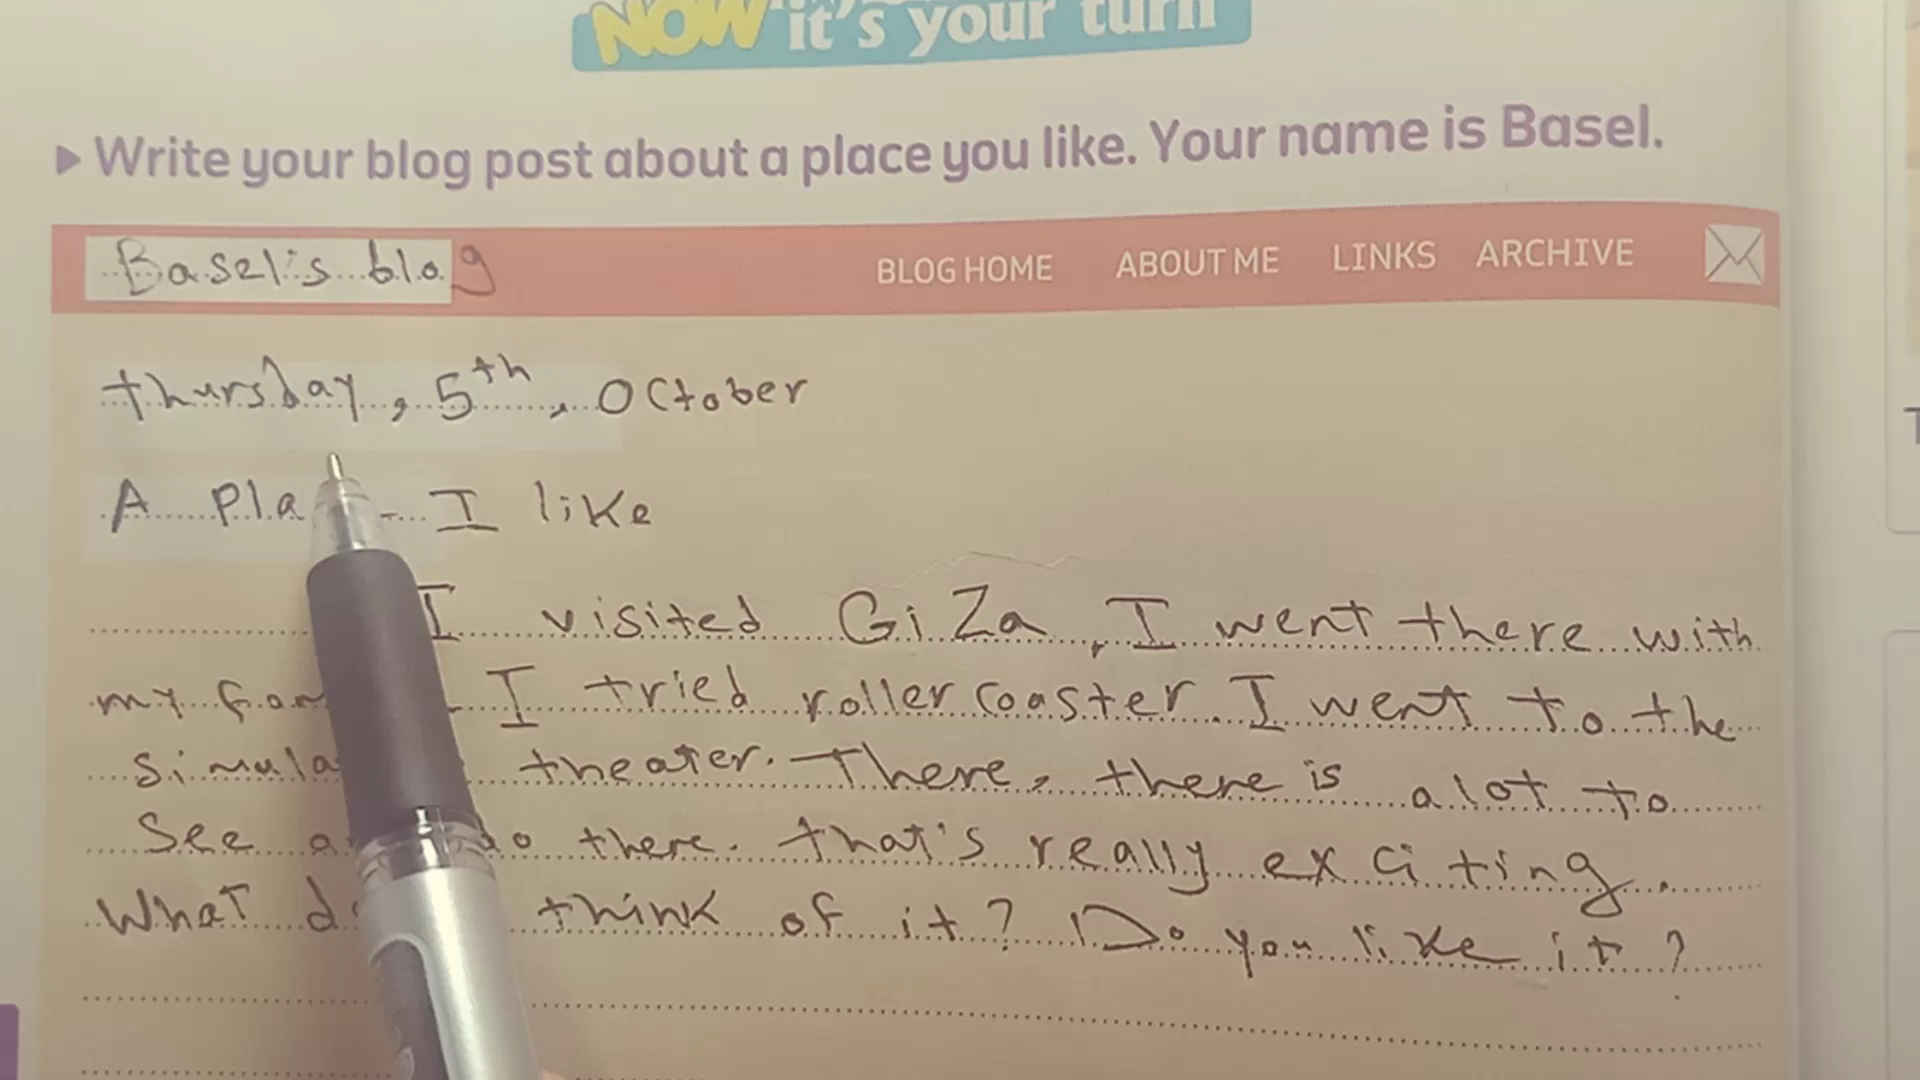 NOW it's your turn
Write your blog post about a place you like. Your name is Basel.
Basel's blog
BLOG HOME ABOUT ME LINKS ARCHIVE
thursday, 5th, October
A pla I like
I visited GiZa, I went there with
my I tried roller coaster. I went to the
simula theater. There, there is alot to
See do there. that's really exciting.
What think of it? Do you like it?